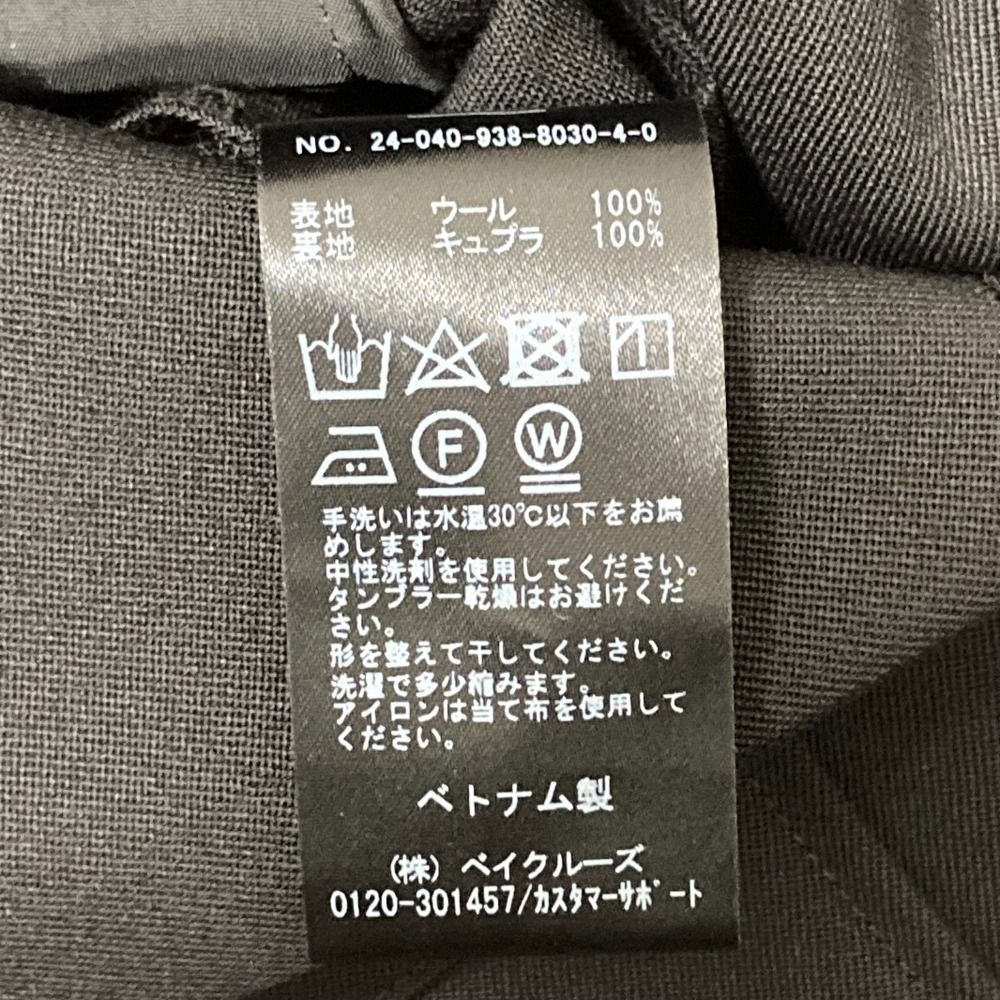 NO. 24-040-938-8030-4-0
表地 ウール 100%
裏地 キュプラ 100%
F W
手洗いは水温30℃以下をお薦
めします。
中性洗剤を使用してください。
タンブラー乾燥はお避けくだ
さい。
形を整えて干してください。
洗濯で多少縮みます。
アイロンは当て布を使用して
ください。
ベトナム製
(株) ベイクルーズ
0120-301457/カスタマーサポート